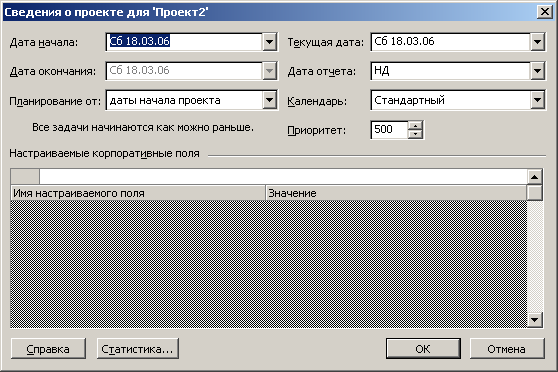 Сведения о проекте для 'Проект2'
Дата начала: Сб 18.03.06 Текущая дата: Сб 18.03.06
Дата окончания: Сб 18.03.06 Дата отчета: НД
Планирование от: даты начала проекта Календарь: Стандартный
Все задачи начинаются как можно раньше. Приоритет: 500
Настраиваемые корпоративные поля
Имя настраиваемого поля Значение
Справка Статистика... ОК Отмена